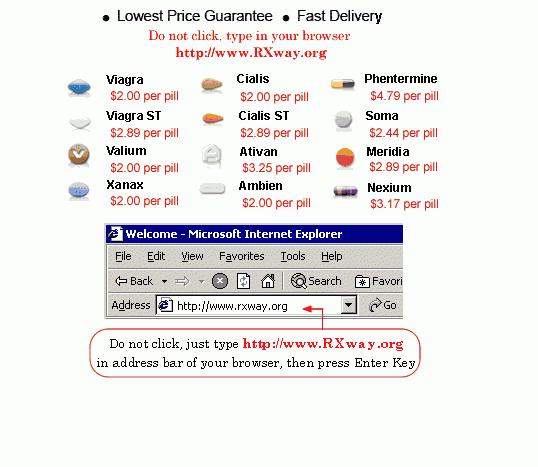 ● Lowest Price Guarantee ● Fast Delivery
Do not click, type in your browser
http://www.RXway.org
Viagra Cialis Phentermine
$2.00 per pill $2.00 per pill $4.79 per pill
Viagra ST Cialis ST Soma
$2.89 per pill $2.89 per pill $2.44 per pill
Valium Ativan Meridia
$2.00 per pill $3.25 per pill $2.89 per pill
Xanax Ambien Nexium
$2.00 per pill $2.00 per pill $3.17 per pill
Welcome - Microsoft Internet Explorer
File Edit View Favorites Tools Help
Back Search Favori
Address http://www.rxway.org Go
Do not click, just type http://www.RXway.org
in address bar of your browser, then press Enter Key